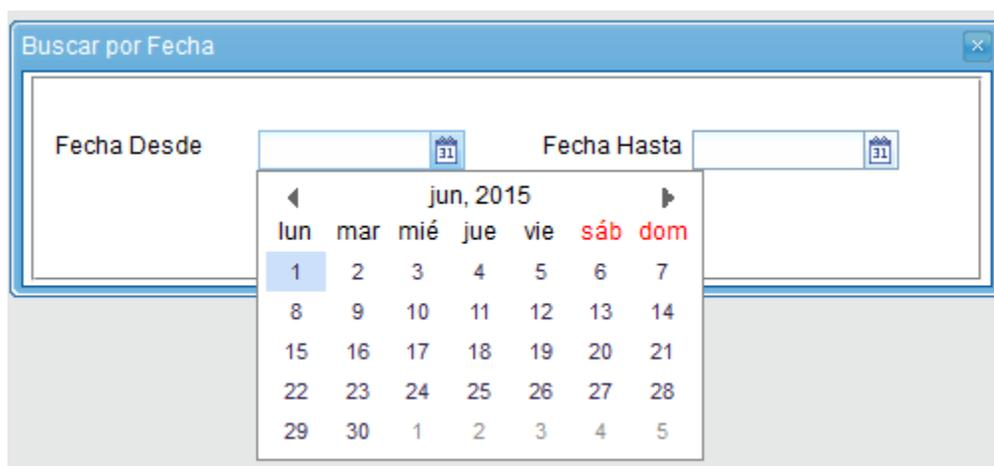 Buscar por Fecha
Fecha Desde 31 Fecha Hasta 31
jun, 2015
lun mar mié jue vie sáb dom
1 2 3 4 5 6 7
8 9 10 11 12 13 14
15 16 17 18 19 20 21
22 23 24 25 26 27 28
29 30 1 2 3 4 5